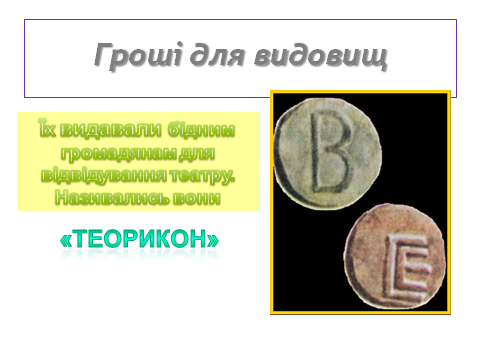 Гроші для видовищ
Їх видавали бідним
громадянам для
відвідування театру.
Називались вони
«ТЕОРИКОН»
В
Е